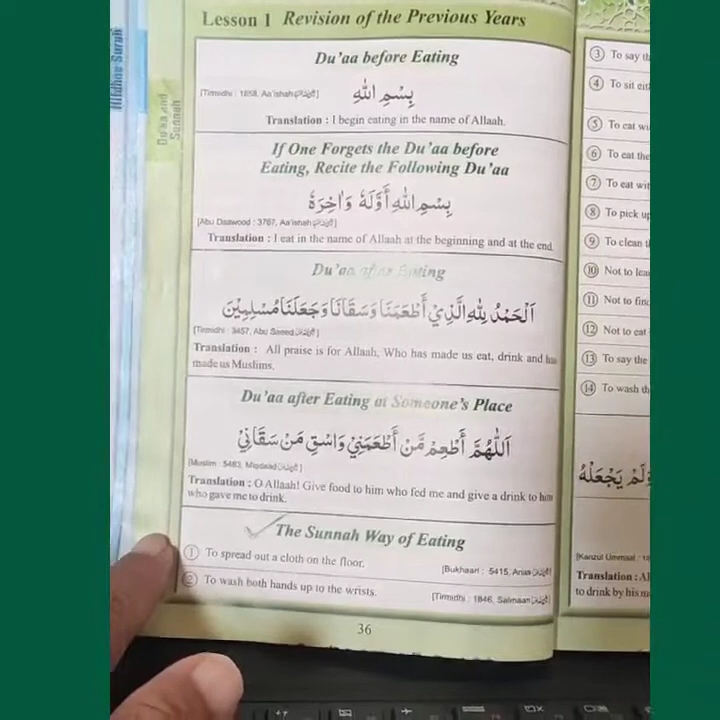 Lesson 1 Revision of the Previous Years
Hifdhus Surah
Du'aa and
Sunnah
Du'aa before Eating
بِسْمِ اللهِ
[Tirmidhi : 1858, Aa'ishah]
Translation : I begin eating in the name of Allaah.
If One Forgets the Du'aa before
Eating, Recite the Following Du'aa
بِسْمِ اللهِ أَوَّلَهُ وَاٰخِرَهُ
[Abu Daawood : 3767, Aa'ishah]
Translation : I eat in the name of Allaah at the beginning and at the end.
Du'aa after Eating
اَلْحَمْدُ لِلّٰهِ الَّذِيْ أَطْعَمَنَا وَسَقَانَا وَجَعَلَنَا مُسْلِمِيْنَ
[Tirmidhi : 3457, Abu Saeed]
Translation : All praise is for Allaah, Who has made us eat, drink and has
made us Muslims.
Du'aa after Eating at Someone's Place
اَللّٰهُمَّ أَطْعِمْ مَّنْ أَطْعَمَنِيْ وَاسْقِ مَنْ سَقَانِيْ
[Muslim : 5483, Miqdaad]
Translation : O Allaah! Give food to him who fed me and give a drink to him
who gave me to drink.
The Sunnah Way of Eating
1 To spread out a cloth on the floor.
[Bukhaari : 5415, Anas]
2 To wash both hands up to the wrists.
[Tirmidhi : 1846, Salmaan]
36
3 To say th
4 To sit eit
5 To eat wi
6 To eat the
7 To eat wit
8 To pick up
9 To clean t
10 Not to lea
11 Not to fin
12 Not to eat
13 To say the
14 To wash th
وَلَمْ يَجْعَلْهُ
[Kanzul Ummaal : 18
Translation : Al
to drink by his m